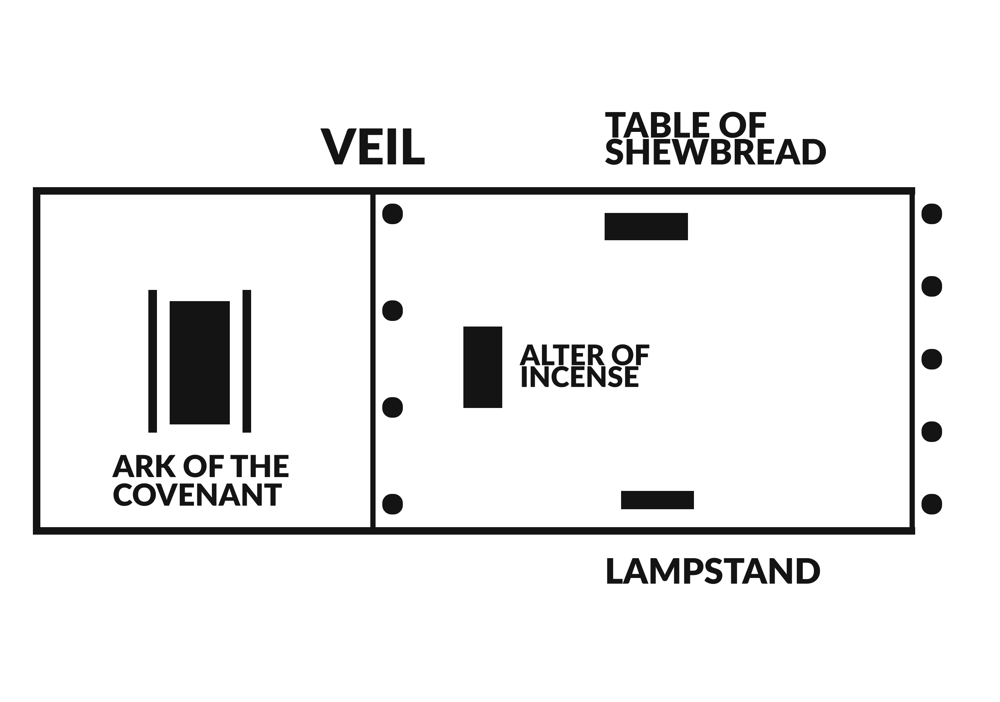 VEIL
TABLE OF
SHEWBREAD
ALTER OF
INCENSE
ARK OF THE
COVENANT
LAMPSTAND